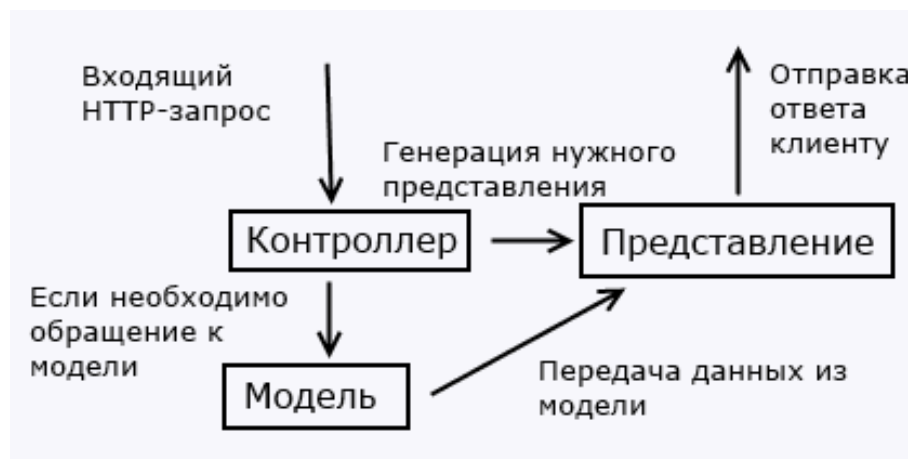 Входящий
HTTP-запрос
Отправка
ответа
клиенту
Генерация нужного
представления
Контроллер
Представление
Если необходимо
обращение к
модели
Модель
Передача данных из
модели